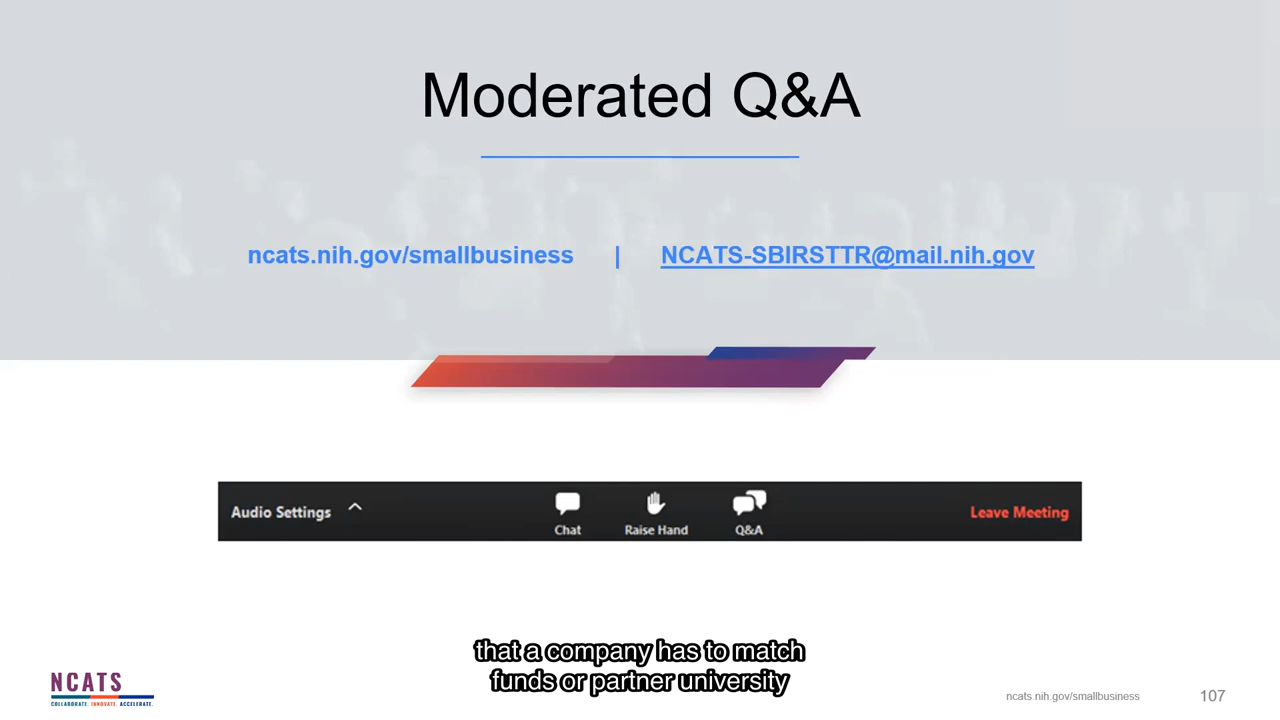 Moderated Q&A
ncats.nih.gov/smallbusiness | NCATS-SBIRSTTR@mail.nih.gov
Audio Settings
Chat
Raise Hand
Q&A
Leave Meeting
that a company has to match
funds or partner university
NCATS
COLLABORATE. INNOVATE. ACCELERATE.
ncats.nih.gov/smallbusiness
107